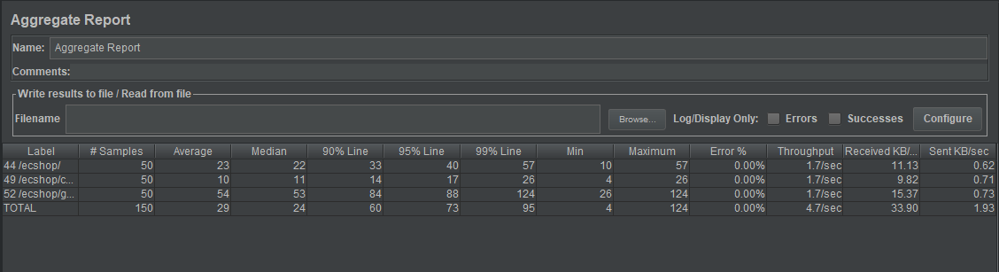 Aggregate Report
Name: Aggregate Report
Comments:
Write results to file / Read from file
Filename Browse... Log/Display Only: Errors Successes Configure
Label # Samples Average Median 90% Line 95% Line 99% Line Min Maximum Error % Throughput Received KB/... Sent KB/sec
44 /ecshop/ 50 23 22 33 40 57 10 57 0.00% 1.7/sec 11.13 0.62
49 /ecshop/c... 50 10 11 14 17 26 4 26 0.00% 1.7/sec 9.82 0.71
52 /ecshop/g... 50 54 53 84 88 124 26 124 0.00% 1.7/sec 15.37 0.73
TOTAL 150 29 24 60 73 95 4 124 0.00% 4.7/sec 33.90 1.93